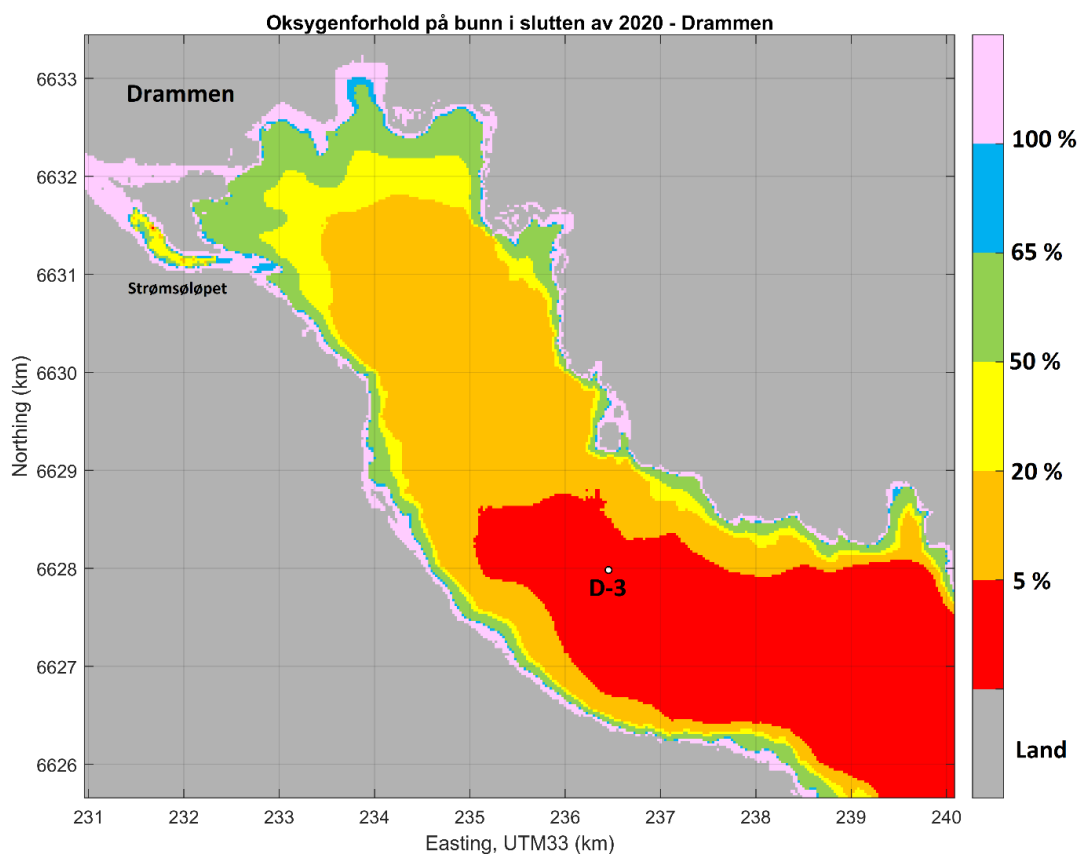 Oksygenforhold på bunn i slutten av 2020 - Drammen
6633
6632
6631
6630
6629
6628
6627
6626
Northing (km)
Drammen
Strømsøløpet
D-3
231 232 233 234 235 236 237 238 239 240
Easting, UTM33 (km)
100 %
65 %
50 %
20 %
5 %
Land